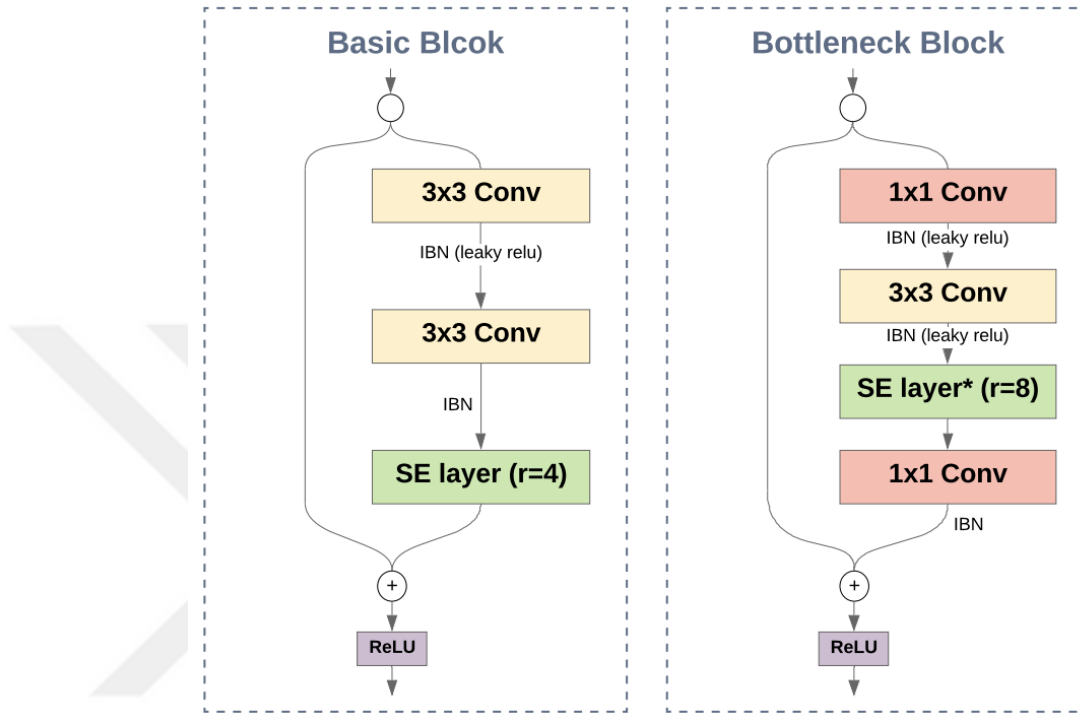 Basic Blcok
3x3 Conv
IBN (leaky relu)
3x3 Conv
IBN
SE layer (r=4)
+
ReLU
Bottleneck Block
1x1 Conv
IBN (leaky relu)
3x3 Conv
IBN (leaky relu)
SE layer* (r=8)
1x1 Conv
IBN
+
ReLU